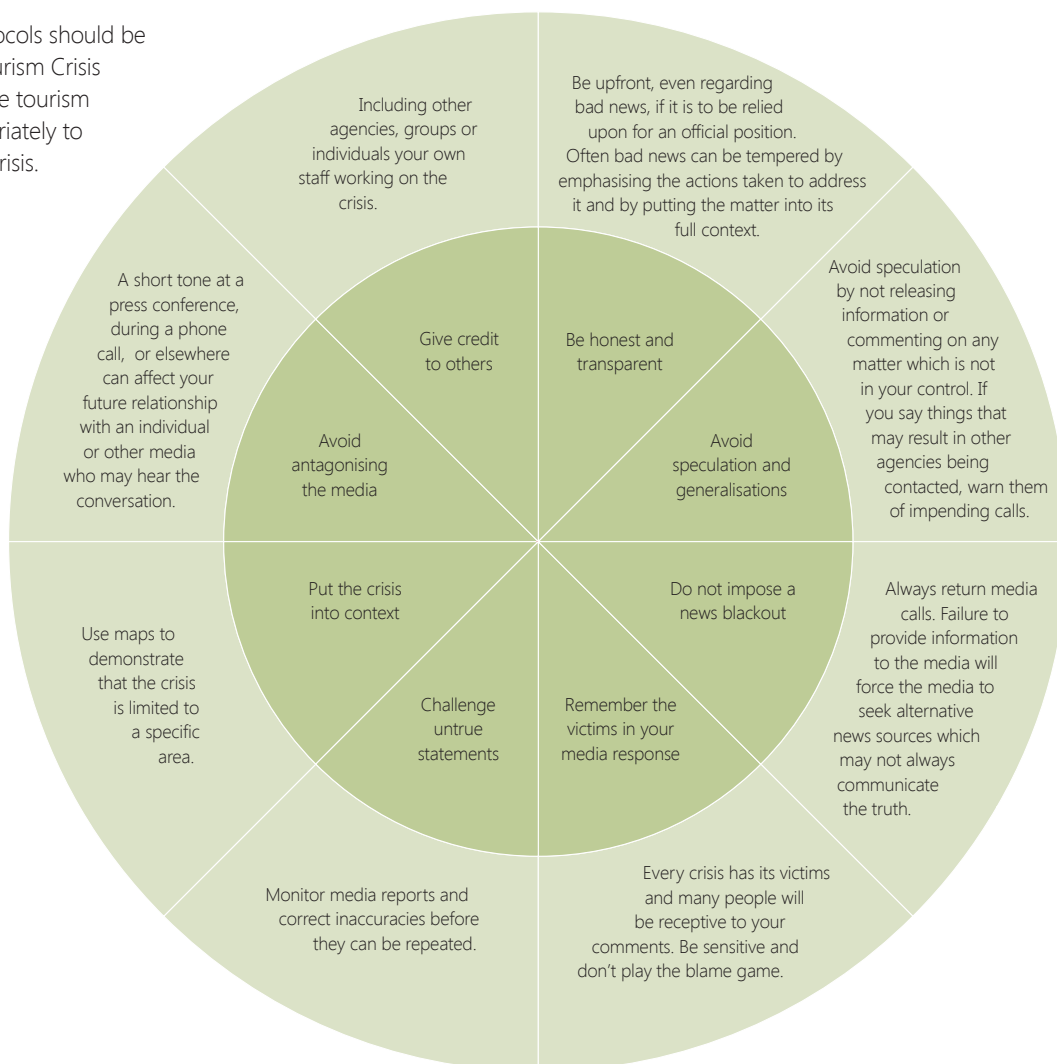 ocols should be
urism Crisis
e tourism
riately to
risis.
Including other
agencies, groups or
individuals your own
staff working on the
crisis.
Give credit
to others
Be upfront, even regarding
bad news, if it is to be relied
upon for an official position.
Often bad news can be tempered by
emphasising the actions taken to address
it and by putting the matter into its
full context.
Be honest and
transparent
Avoid speculation
by not releasing
information or
commenting on any
matter which is not
in your control. If
you say things that
may result in other
agencies being
contacted, warn them
of impending calls.
Avoid
speculation and
generalisations
Always return media
calls. Failure to
provide information
to the media will
force the media to
seek alternative
news sources which
may not always
communicate
the truth.
Do not impose a
news blackout
Every crisis has its victims
and many people will
be receptive to your
comments. Be sensitive and
don’t play the blame game.
Remember the
victims in your
media response
Monitor media reports and
correct inaccuracies before
they can be repeated.
Challenge
untrue
statements
Use maps to
demonstrate
that the crisis
is limited to
a specific
area.
Put the crisis
into context
A short tone at a
press conference,
during a phone
call, or elsewhere
can affect your
future relationship
with an individual
or other media
who may hear the
conversation.
Avoid
antagonising
the media